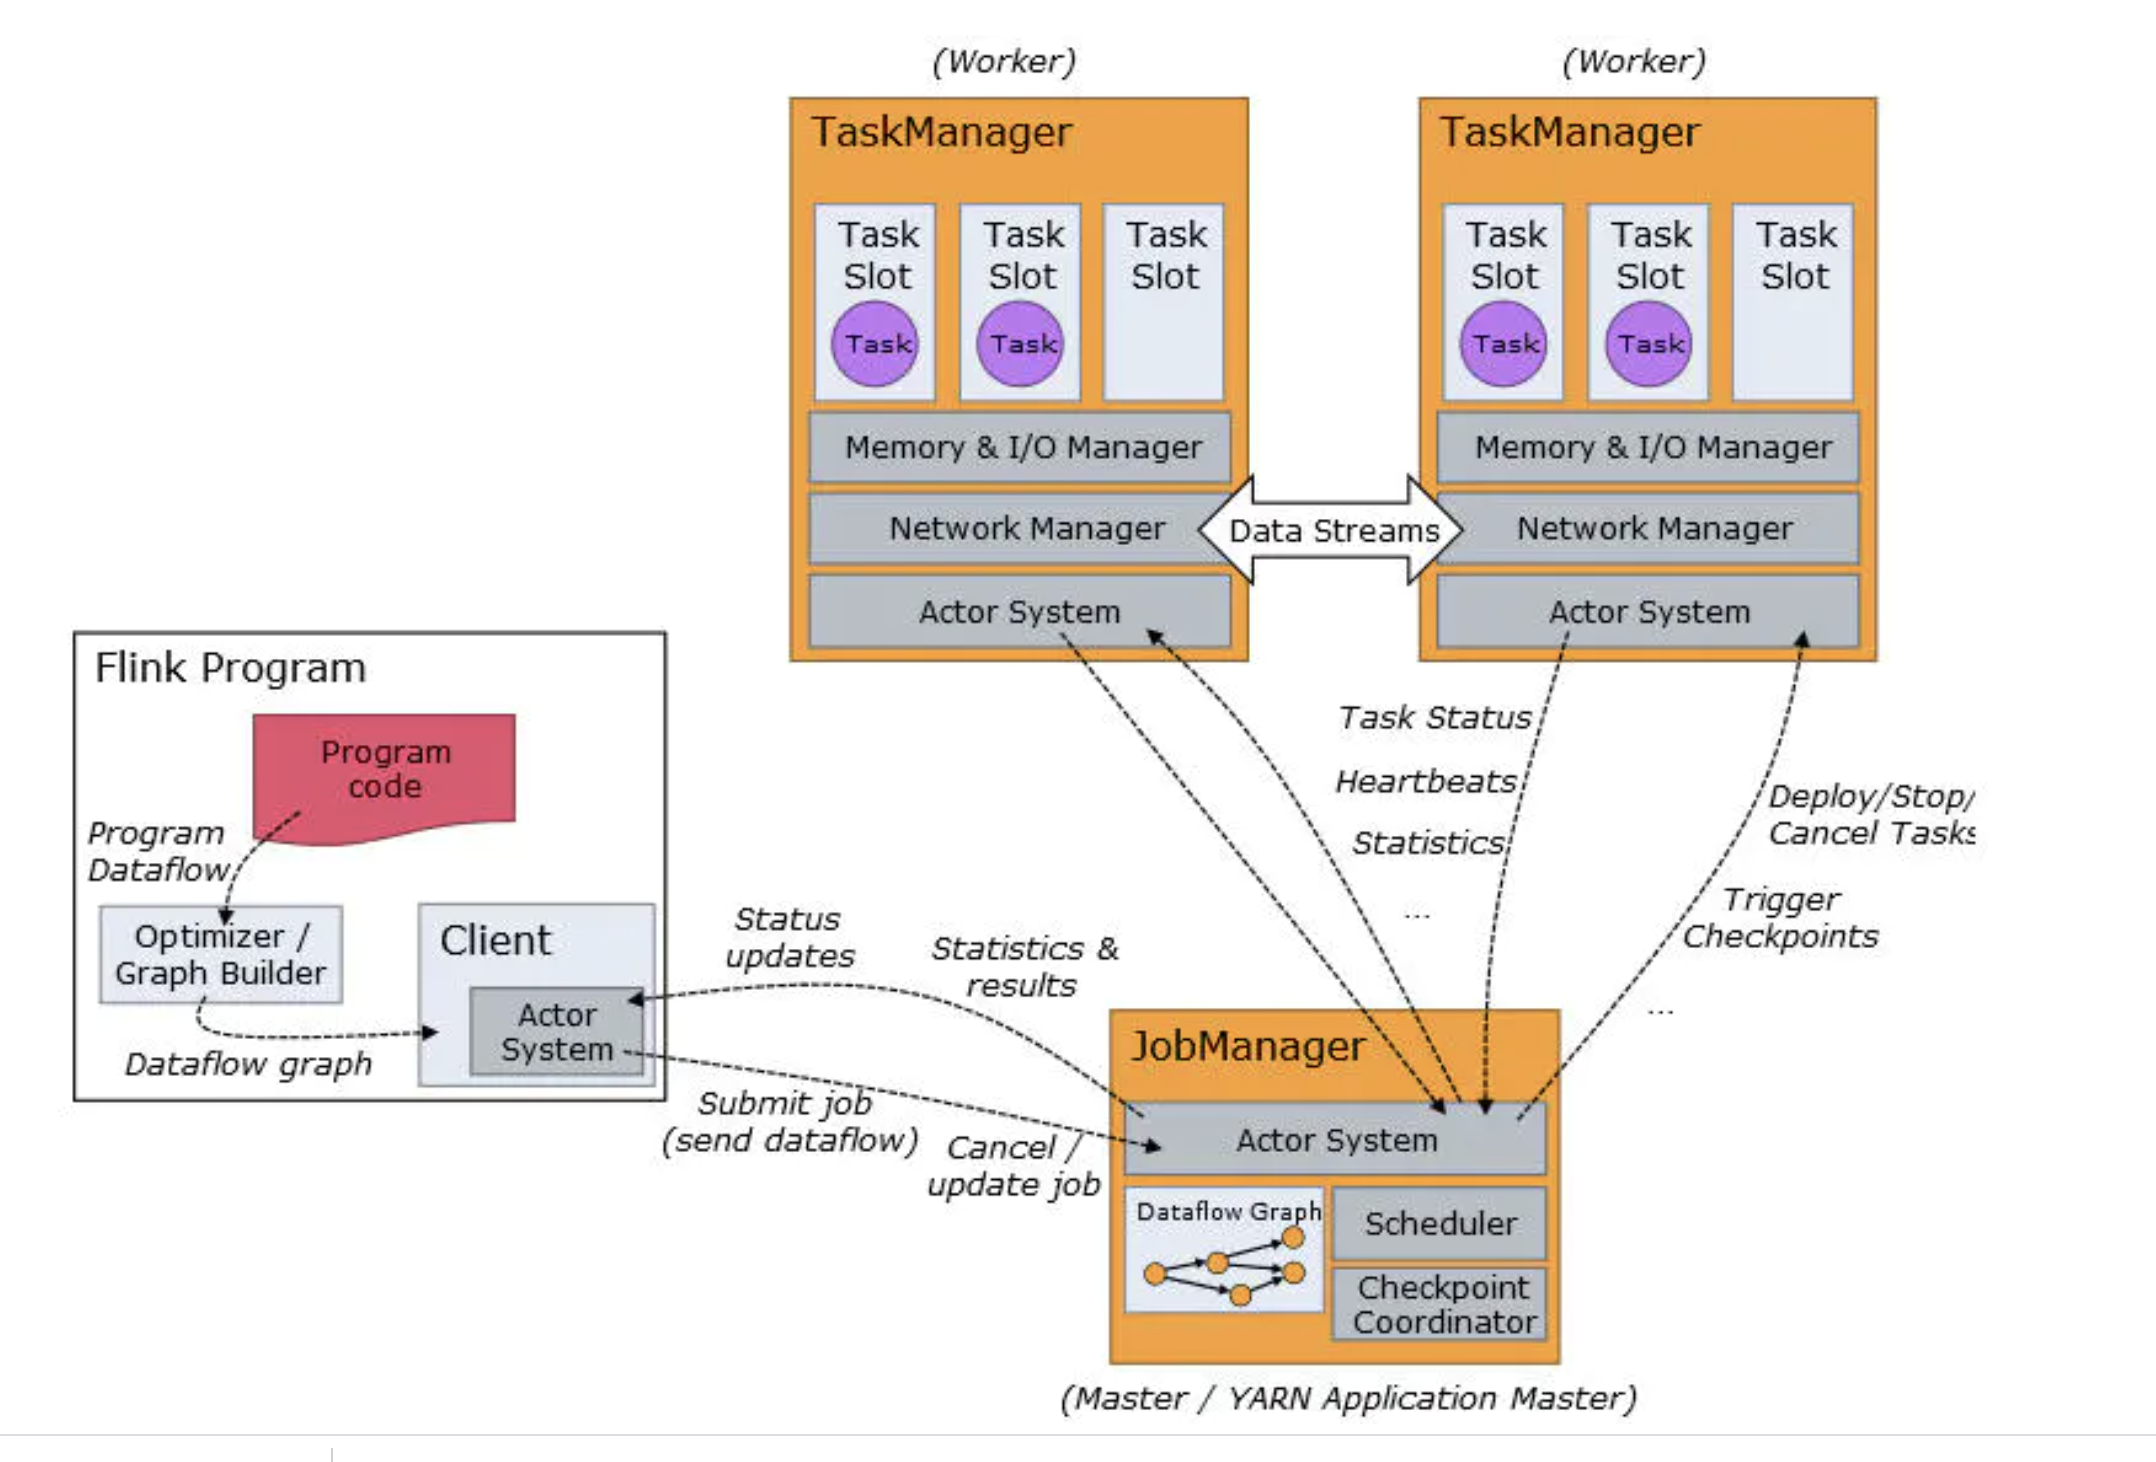 (Worker)
(Worker)
TaskManager
TaskManager
Task
Slot
Task
Slot
Task
Slot
Task
Slot
Task
Slot
Task
Slot
Task
Task
Task
Task
Memory & I/O Manager
Memory & I/O Manager
Network Manager
Data Streams
Network Manager
Actor System
Actor System
Flink Program
Program
code
Program
Dataflow
Optimizer /
Graph Builder
Client
Actor
System
Dataflow graph
Status
updates
Statistics &
results
Submit job
(send dataflow)
Cancel /
update job
Task Status
Heartbeats
Statistics
...
Deploy/Stop/
Cancel Tasks
Trigger
Checkpoints
...
JobManager
Actor System
Dataflow Graph
Scheduler
Checkpoint
Coordinator
(Master / YARN Application Master)